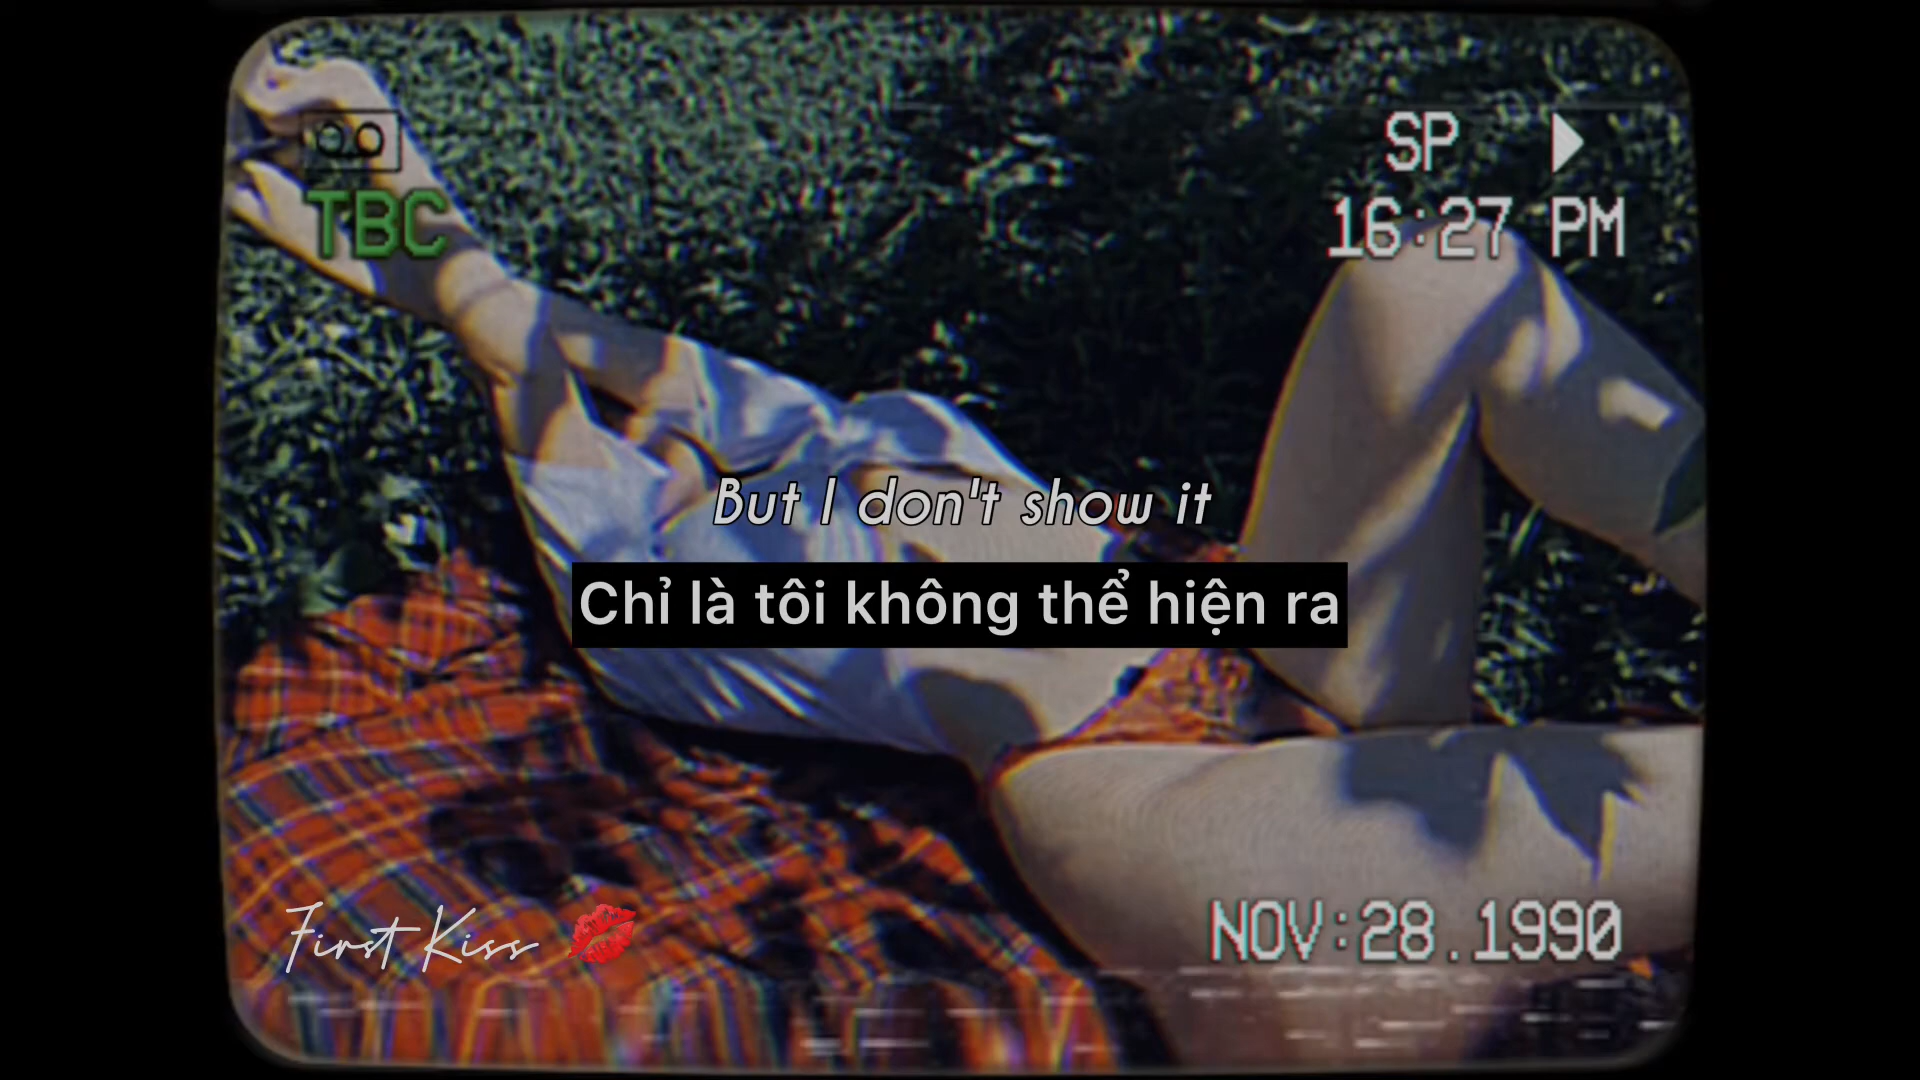 SP
TBC
16:27 PM
But I don't show it
Chỉ là tôi không thể hiện ra
First Kiss
NOV:28.1990